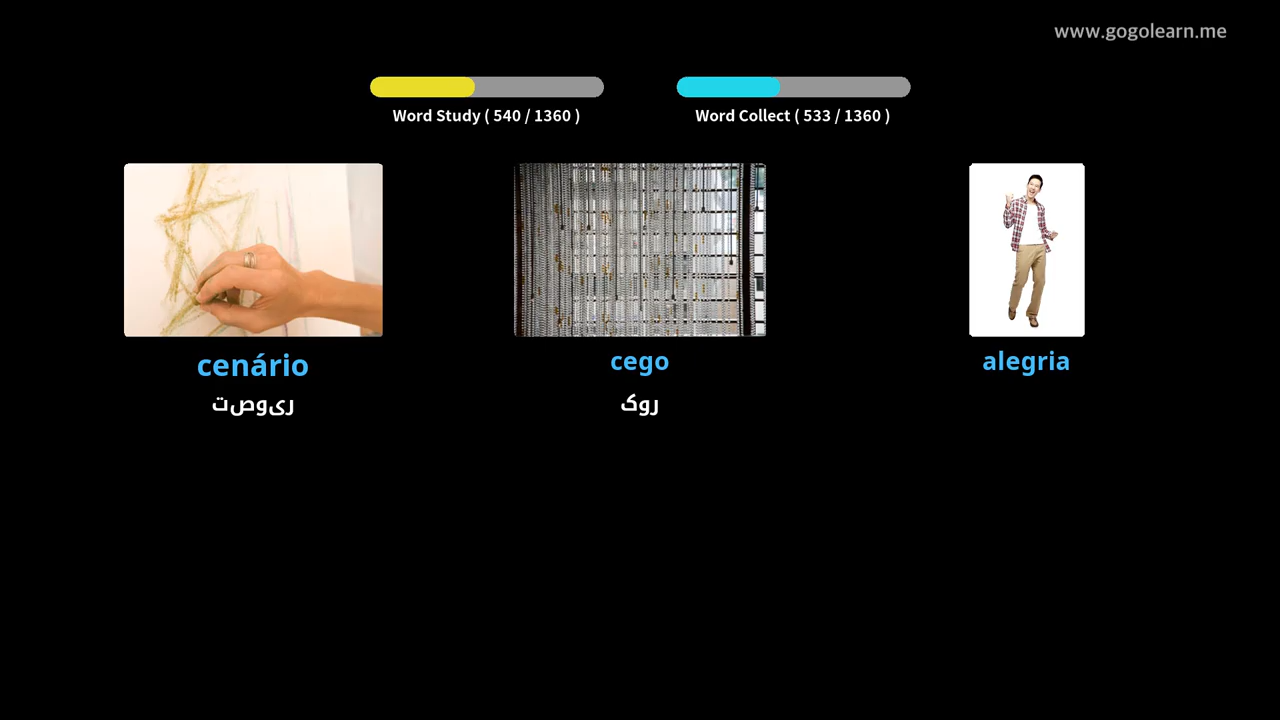 www.gogolearn.me
Word Study ( 540 / 1360 )
Word Collect ( 533 / 1360 )
cenário
cego
alegria
ریوصت
روک